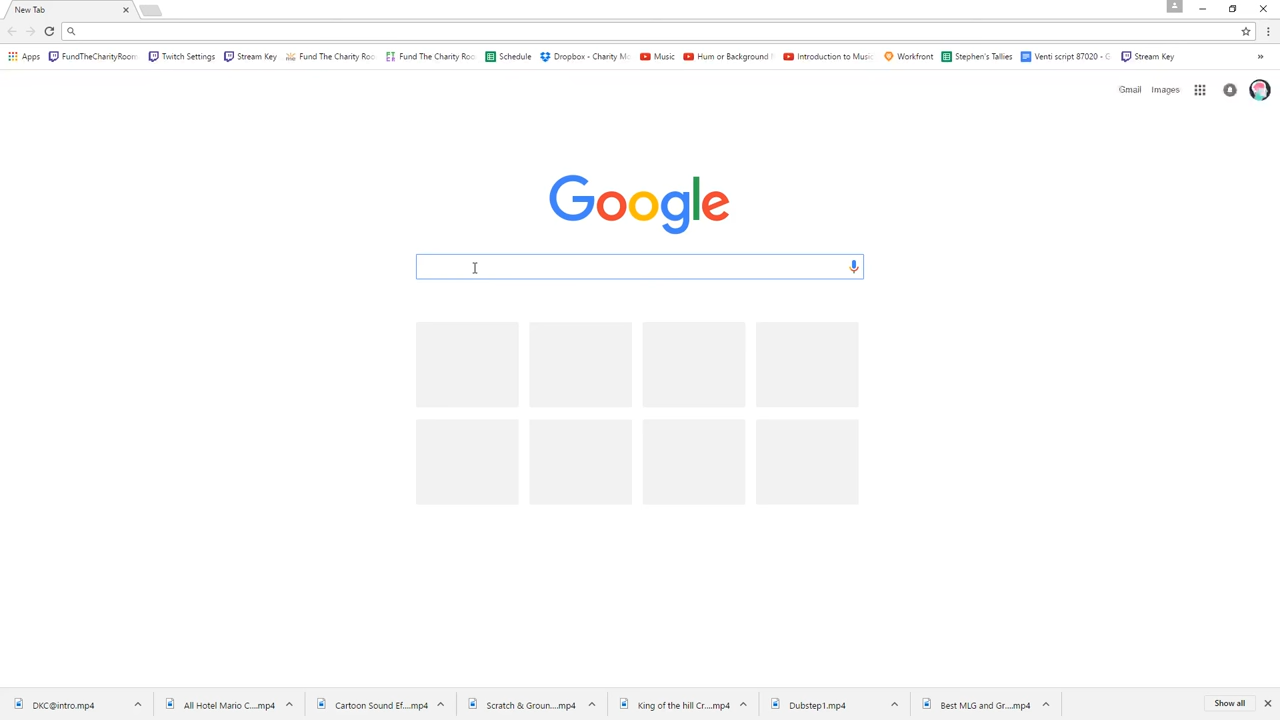 New Tab
Apps FundTheCharityRoom Twitch Settings Stream Key Fund The Charity Roo Fund The Charity Roo Schedule Dropbox - Charity Mo Music Hum or Background Introduction to Music Workfront Stephen's Tallies Venti script 87020 - G Stream Key »
Gmail Images
Google
DKC@intro.mp4 All Hotel Mario C....mp4 Cartoon Sound Ef....mp4 Scratch & Groun....mp4 King of the hill Cr....mp4 Dubstep1.mp4 Best MLG and Gr....mp4 Show all